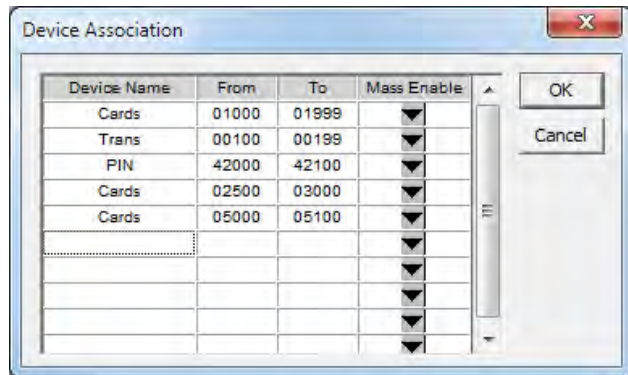 Device Association
Device Name From To Mass Enable
Cards 01000 01999
Trans 00100 00199
PIN 42000 42100
Cards 02500 03000
Cards 05000 05100
OK
Cancel